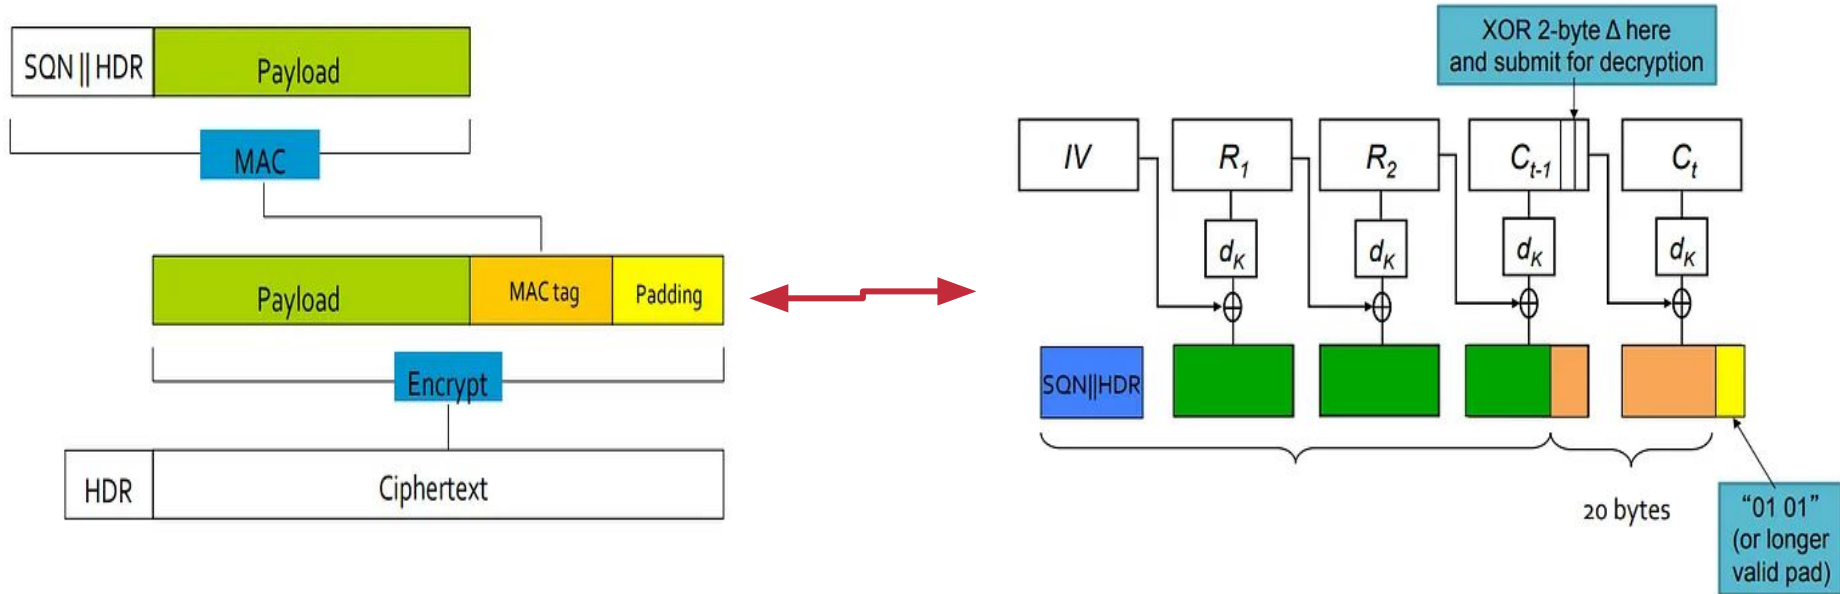 SQN || HDR
Payload
MAC
Payload
MAC tag
Padding
Encrypt
HDR
Ciphertext
XOR 2-byte Δ here
and submit for decryption
IV
R1
R2
Ct-1
Ct
dK
dK
dK
dK
SQN||HDR
20 bytes
“01 01”
(or longer
valid pad)